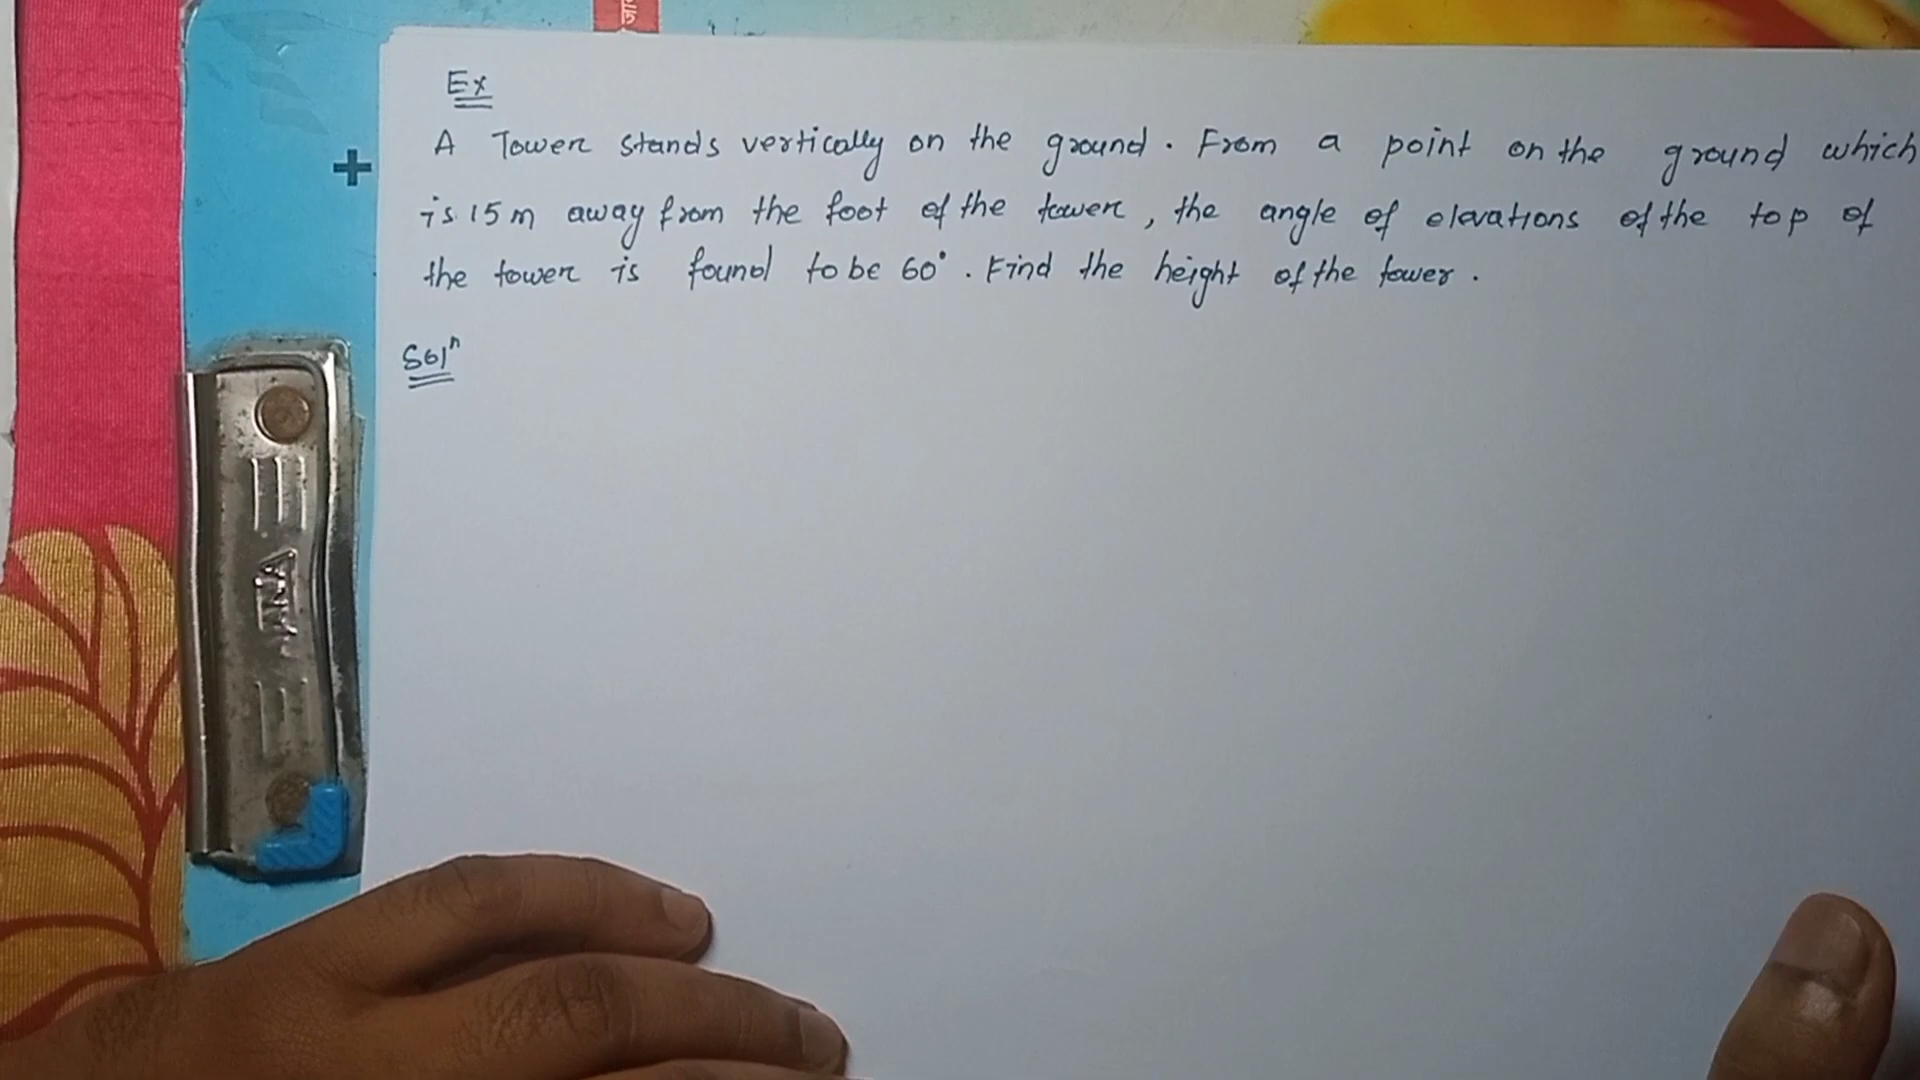 Ex
A Tower stands vertically on the ground. From a point on the ground which
is 15 m away from the foot of the tower, the angle of elevations of the top of
the tower is found to be 60°. Find the height of the tower.
Solⁿ